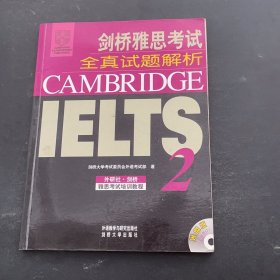 剑桥雅思考试
全真试题解析
CAMBRIDGE
IELTS
2
剑桥大学考试委员会外语考试部 著
外研社·剑桥
雅思考试培训教程
外语教学与研究出版社
剑桥大学出版社